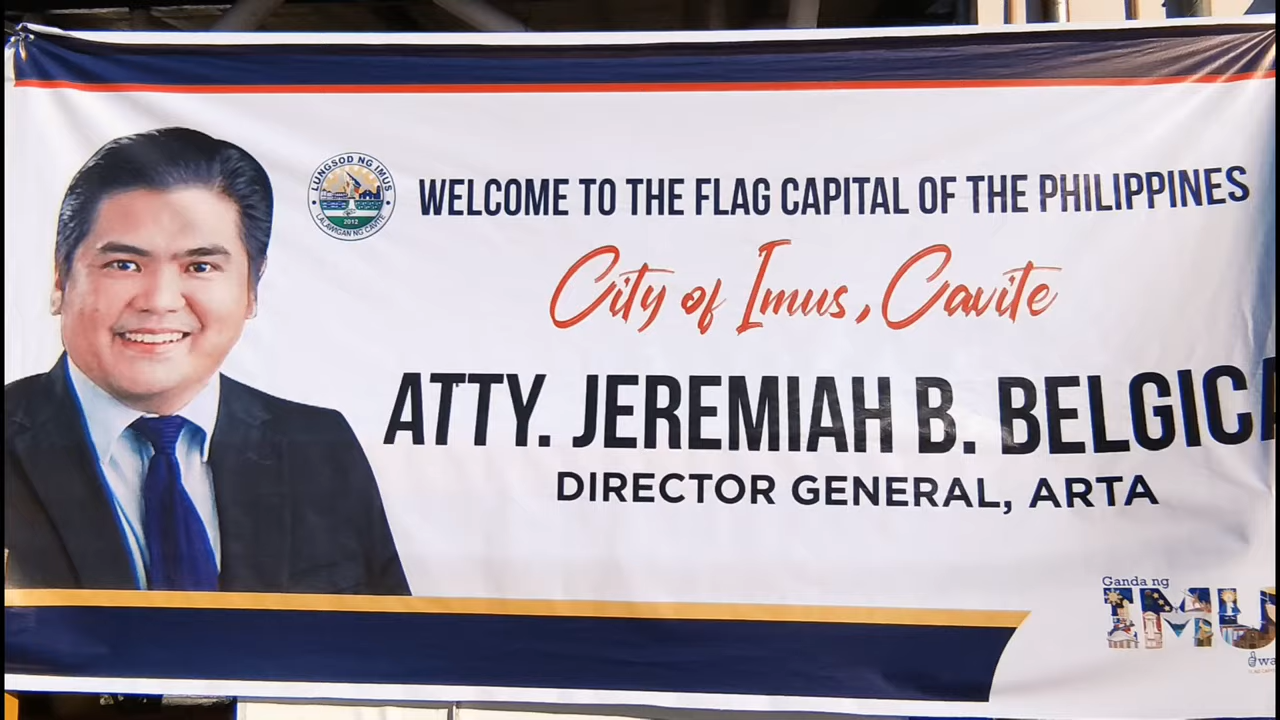 LUNGSOD NG IMUS
2012
LALAWIGAN NG CAVITE
WELCOME TO THE FLAG CAPITAL OF THE PHILIPPINES
City of Imus, Cavite
ATTY. JEREMIAH B. BELGICA
DIRECTOR GENERAL, ARTA
Ganda ng
IMU